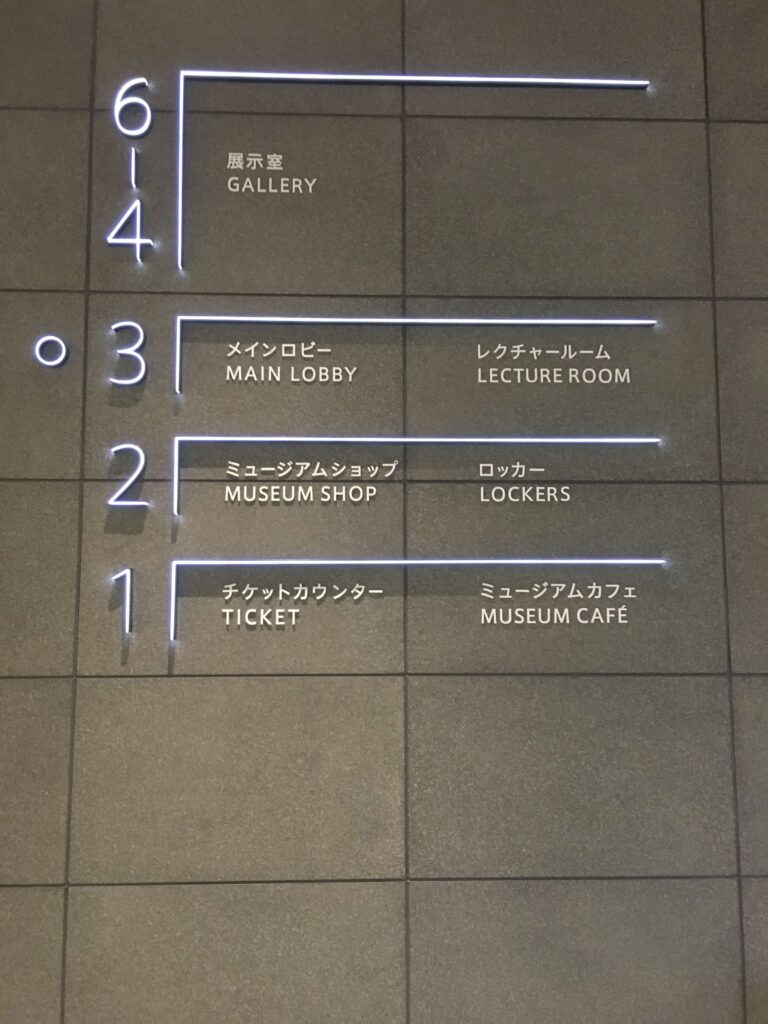 6
|
4
展示室
GALLERY
○ 3
メインロビー
MAIN LOBBY
レクチャールーム
LECTURE ROOM
2
ミュージアムショップ
MUSEUM SHOP
ロッカー
LOCKERS
1
チケットカウンター
TICKET
ミュージアムカフェ
MUSEUM CAFÉ